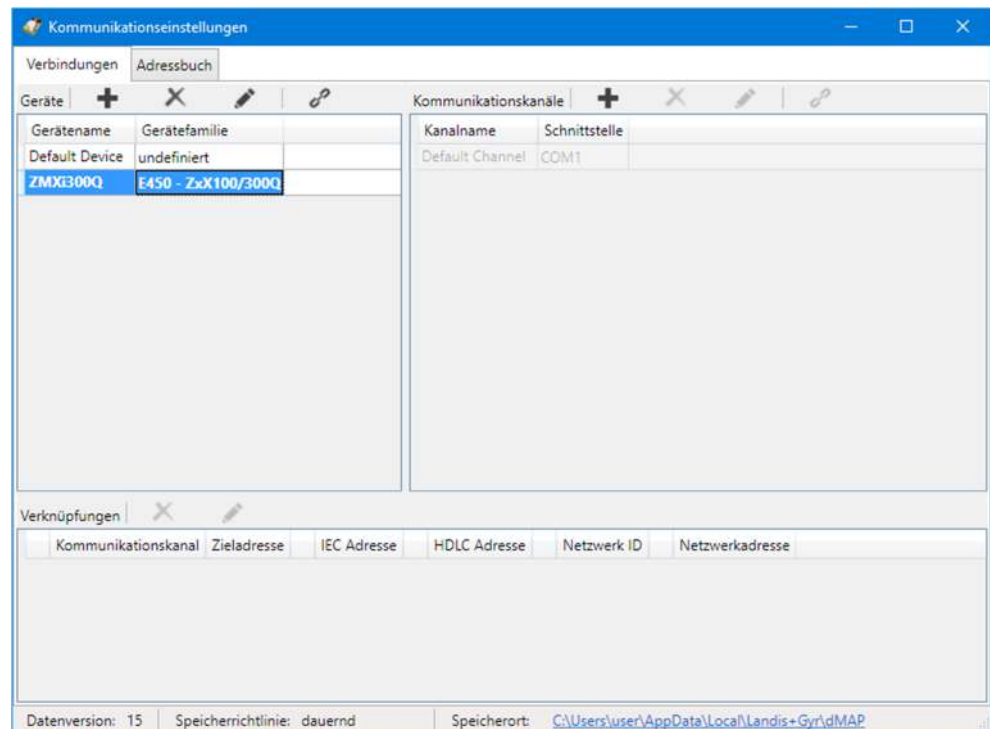 Kommunikationseinstellungen
Verbindungen Adressbuch
Geräte
Gerätename Gerätefamilie
Default Device undefiniert
ZMXi300Q E450 - ZxX100/300Q
Kommunikationskanäle
Kanalname Schnittstelle
Default Channel COM1
Verknüpfungen
Kommunikationskanal Zieladresse IEC Adresse HDLC Adresse Netzwerk ID Netzwerkadresse
Datenversion: 15 Speicherrichtlinie: dauernd Speicherort: C:\Users\user\AppData\Local\Landis+Gyr\dMAP